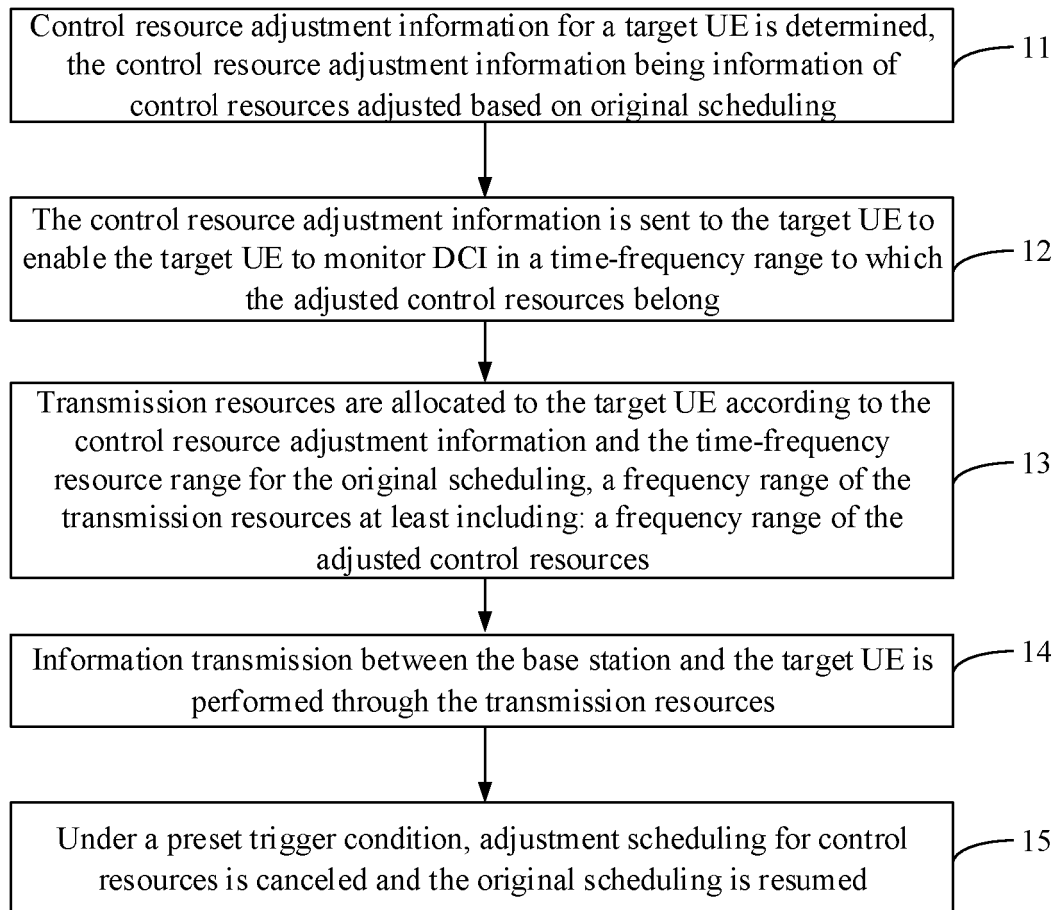 Control resource adjustment information for a target UE is determined,
the control resource adjustment information being information of
control resources adjusted based on original scheduling
11
The control resource adjustment information is sent to the target UE to
enable the target UE to monitor DCI in a time-frequency range to which
the adjusted control resources belong
12
Transmission resources are allocated to the target UE according to the
control resource adjustment information and the time-frequency
resource range for the original scheduling, a frequency range of the
transmission resources at least including: a frequency range of the
adjusted control resources
13
Information transmission between the base station and the target UE is
performed through the transmission resources
14
Under a preset trigger condition, adjustment scheduling for control
resources is canceled and the original scheduling is resumed
15